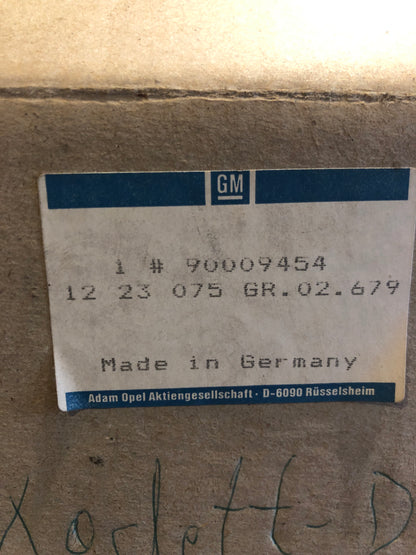 GM
1 # 90009454
12 23 075 GR.02.679
Made in Germany
Adam Opel Aktiengesellschaft · D-6090 Rüsselsheim